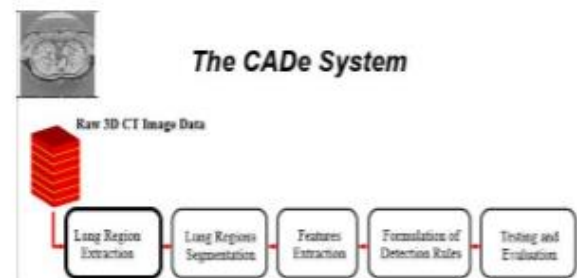 The CADe System
Raw 3D CT Image Data
Lung Region
Extraction
Lung Regions
Segmentation
Features
Extraction
Formulation of
Detection Rules
Testing and
Evaluation